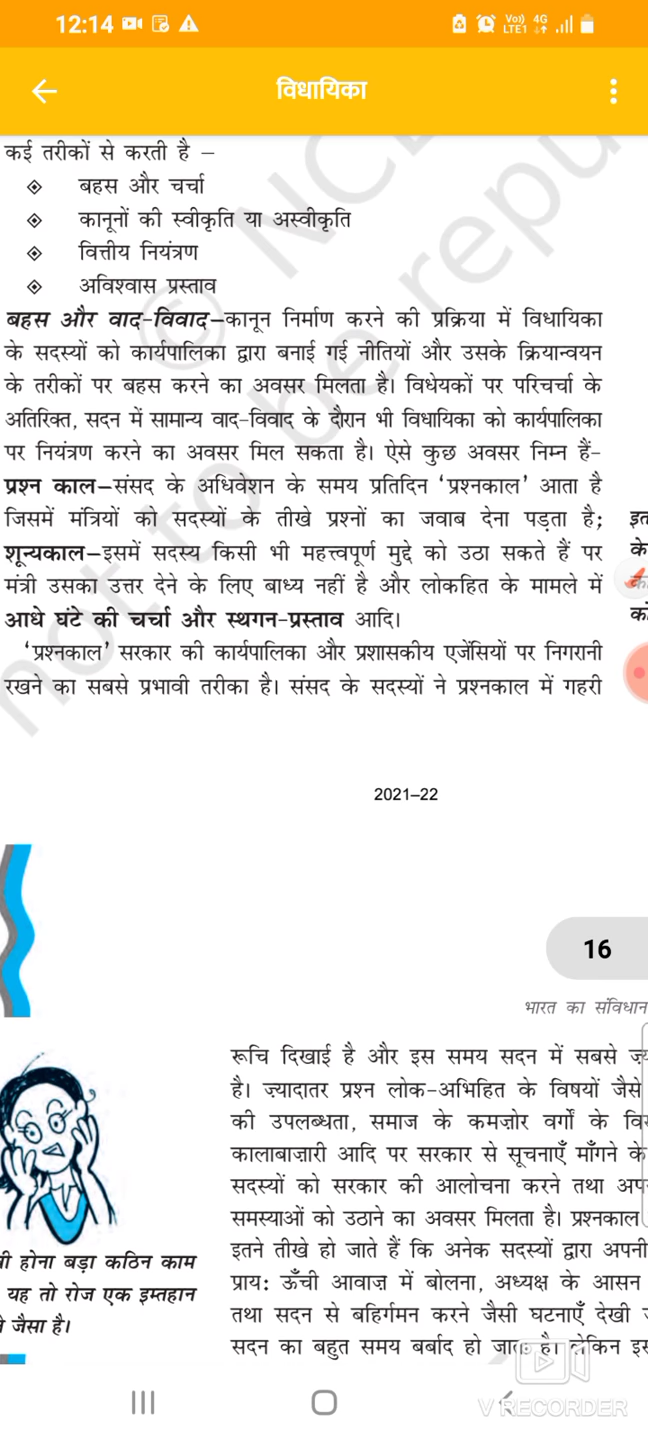 12:14
Vo)) 4G
LTE1
विधायिका
कई तरीकों से करती है –
बहस और चर्चा
कानूनों की स्वीकृति या अस्वीकृति
वित्तीय नियंत्रण
अविश्वास प्रस्ताव
बहस और वाद-विवाद–कानून निर्माण करने की प्रक्रिया में विधायिका
के सदस्यों को कार्यपालिका द्वारा बनाई गई नीतियों और उसके क्रियान्वयन
के तरीकों पर बहस करने का अवसर मिलता है। विधेयकों पर परिचर्चा के
अतिरिक्त, सदन में सामान्य वाद-विवाद के दौरान भी विधायिका को कार्यपालिका
पर नियंत्रण करने का अवसर मिल सकता है। ऐसे कुछ अवसर निम्न हैं-
प्रश्न काल–संसद के अधिवेशन के समय प्रतिदिन ‘प्रश्नकाल’ आता है
जिसमें मंत्रियों को सदस्यों के तीखे प्रश्नों का जवाब देना पड़ता है;
शून्यकाल–इसमें सदस्य किसी भी महत्त्वपूर्ण मुद्दे को उठा सकते हैं पर
मंत्री उसका उत्तर देने के लिए बाध्य नहीं है और लोकहित के मामले में
आधे घंटे की चर्चा और स्थगन-प्रस्ताव आदि।
‘प्रश्नकाल’ सरकार की कार्यपालिका और प्रशासकीय एजेंसियों पर निगरानी
रखने का सबसे प्रभावी तरीका है। संसद के सदस्यों ने प्रश्नकाल में गहरी
के
not to be repu
2021–22
16
भारत का संविधान
रूचि दिखाई है और इस समय सदन में सबसे
है। ज़्यादातर प्रश्न लोक-अभिहित के विषयों जैसे
की उपलब्धता, समाज के कमज़ोर वर्गों के
कालाबाज़ारी आदि पर सरकार से सूचनाएँ माँगने के
सदस्यों को सरकार की आलोचना करने तथा
समस्याओं को उठाने का अवसर मिलता है। प्रश्नकाल
इतने तीखे हो जाते हैं कि अनेक सदस्यों द्वारा अपनी
प्राय: ऊँची आवाज़ में बोलना, अध्यक्ष के आसन
तथा सदन से बहिर्गमन करने जैसी घटनाएँ देखी
सदन का बहुत समय बर्बाद हो जाता है। लेकिन
होना बड़ा कठिन काम
यह तो रोज एक इम्तहान
जैसा है।
V RECORDER